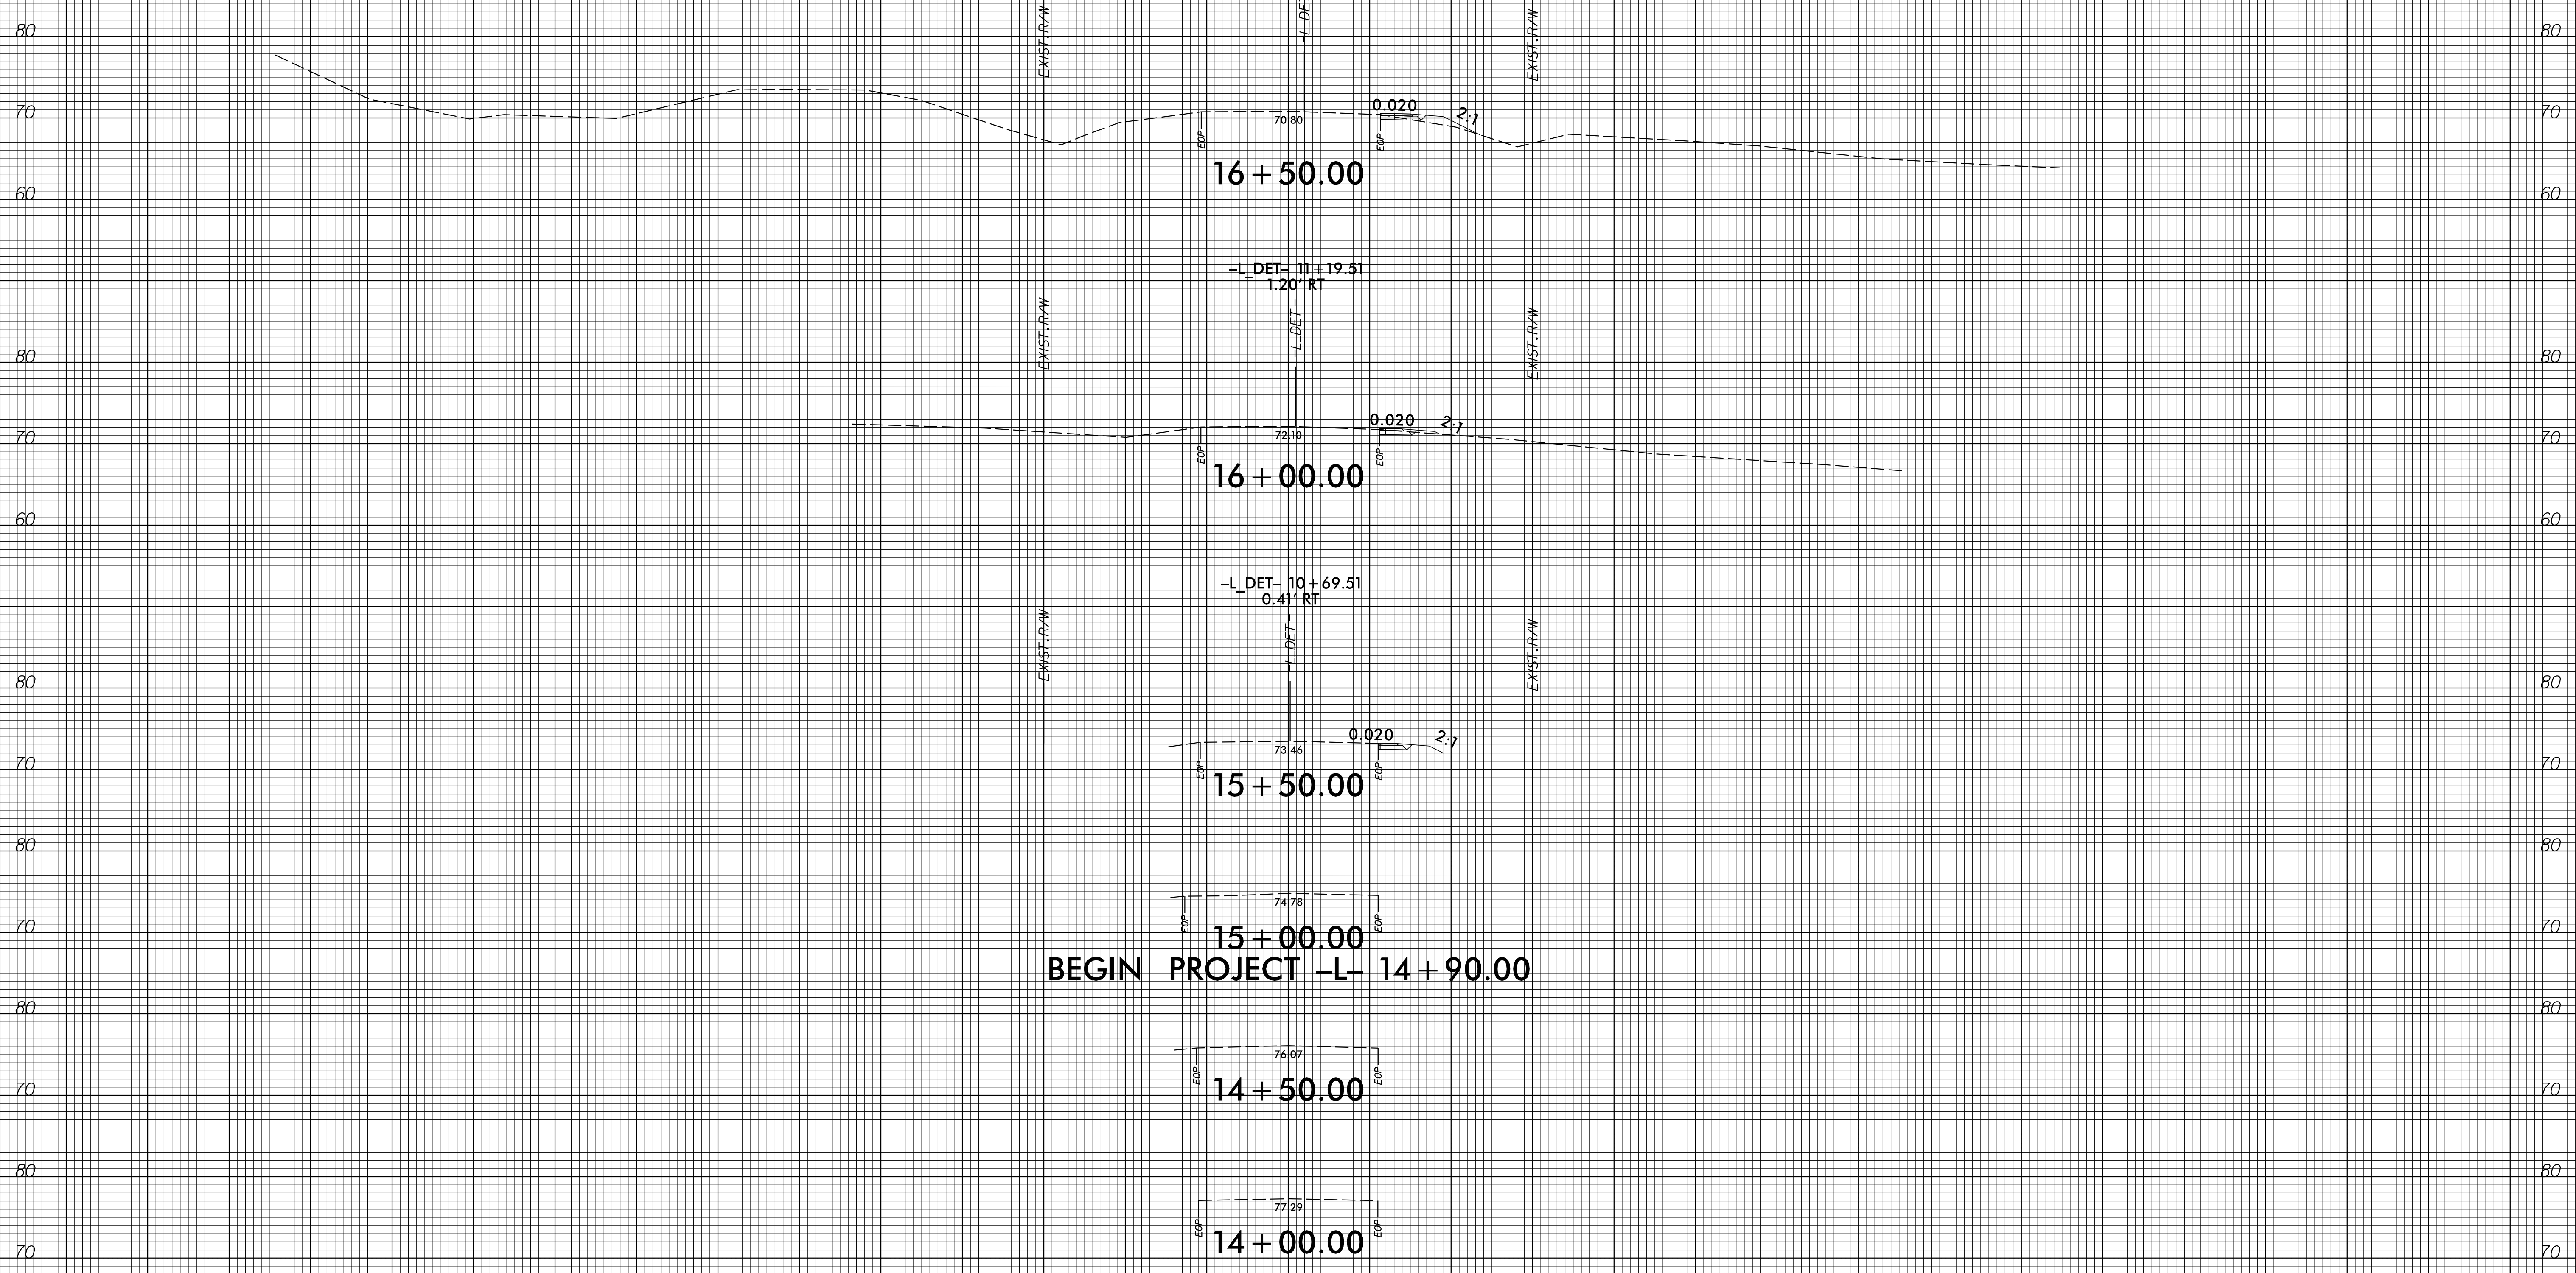 -L_DE
80 EXIST.R/W EXIST.R/W 80
0.020 2:1
70 70.80 70
EOP EOP
16+50.00
60 60
-L_DET- 11+19.51
1.20' RT
EXIST.R/W -L_DET- EXIST.R/W
80 80
0.020 2:1
70 72.10 70
EOP EOP
16+00.00
60 60
-L_DET- 10+69.51
0.41' RT
EXIST.R/W -L_DET- EXIST.R/W
80 80
0.020 2:1
73.46
70 EOP EOP 70
15+50.00
80 80
74.78
70 EOP EOP 70
15+00.00
BEGIN PROJECT -L- 14+90.00
80 80
76.07
EOP EOP
70 14+50.00 70
80 80
77.29
EOP EOP
14+00.00
70 70